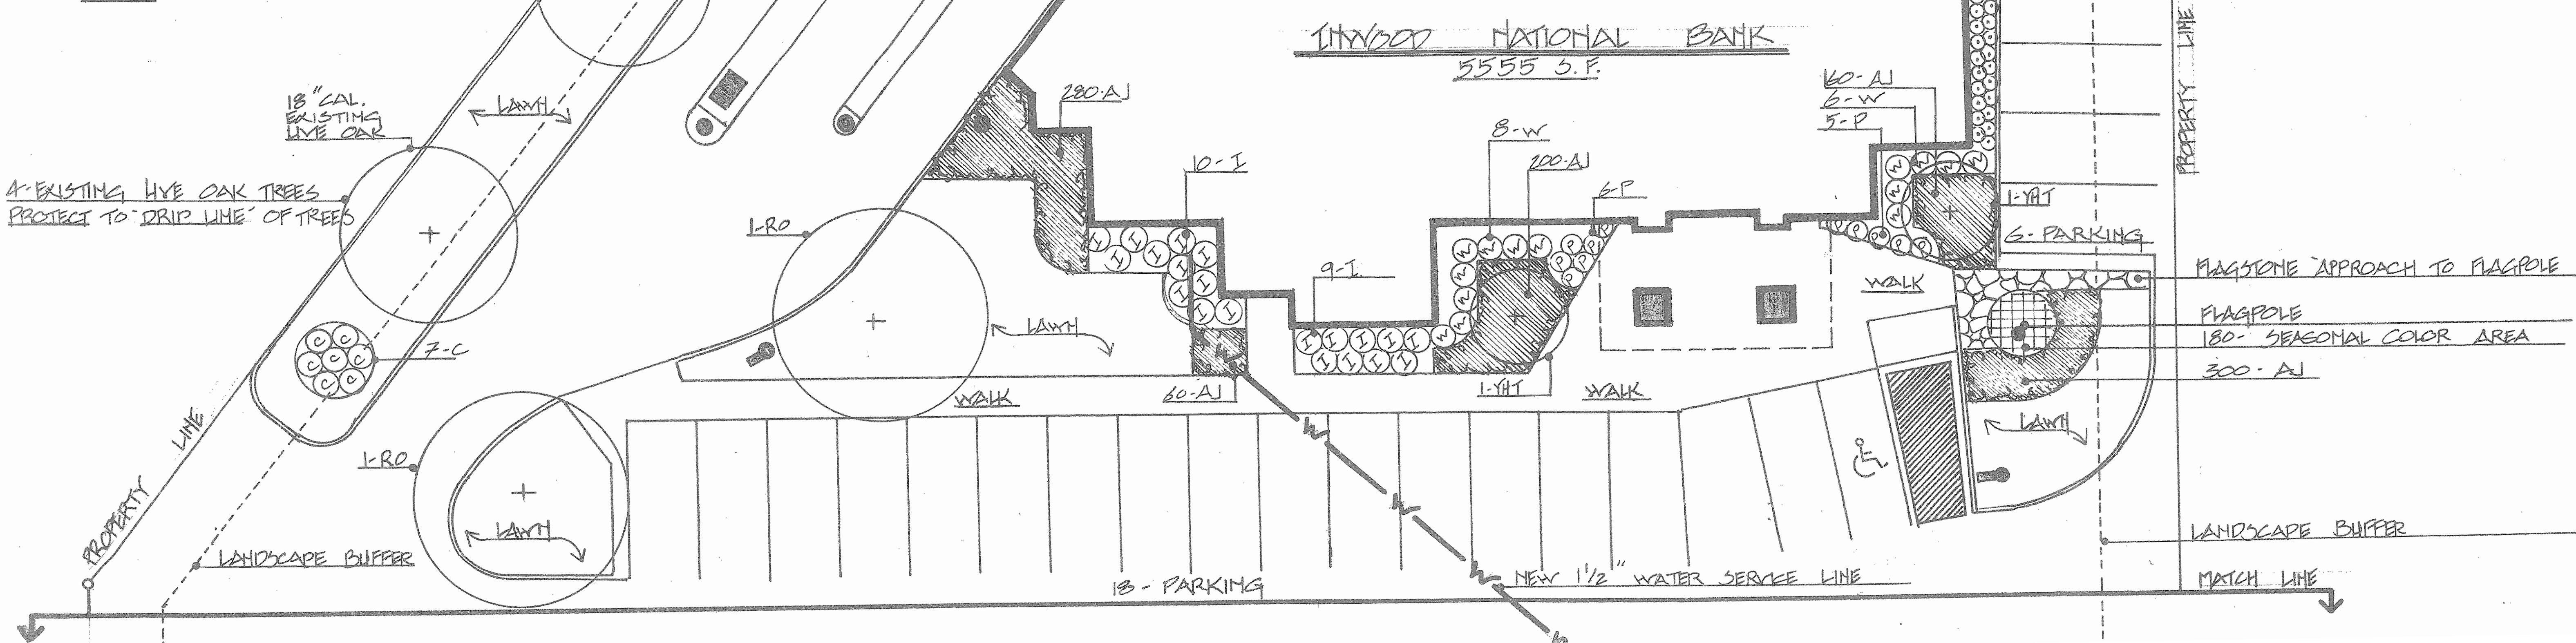 INWOOD NATIONAL BANK
5555 S.F.
18" CAL.
EXISTING
LIVE OAK
LAWN
4-EXISTING LIVE OAK TREES
PROTECT TO "DRIP LINE" OF TREES
280-AJ
10-I
8-W
200-AJ
6-P
160-AJ
6-W
5-P
1-YHT
6-PARKING
PROPERTY LINE
1-RO
9-I
LAWN
WALK
60-AJ
1-YHT
WALK
WALK
FLAGSTONE APPROACH TO FLAGPOLE
FLAGPOLE
180- SEASONAL COLOR AREA
300-AJ
LAWN
7-C
C C
C C C
C C
I I I I I I I I I
I I I I I
I I I I
W W W W W W W W
P P P P P P
W W W W W W
P P P P P
1-RO
LAWN
PROPERTY LINE
LANDSCAPE BUFFER
18-PARKING
W W W W W
NEW 1 1/2" WATER SERVICE LINE
LANDSCAPE BUFFER
MATCH LINE